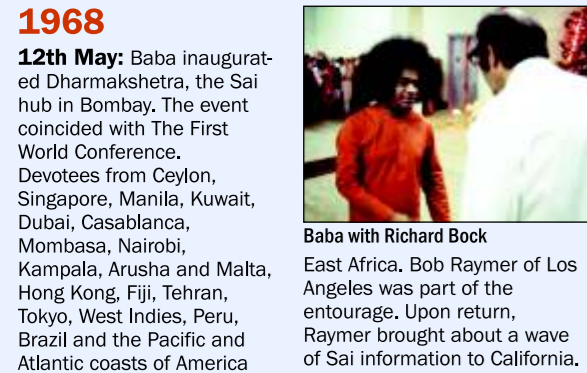 1968
12th May: Baba inaugurat-
ed Dharmakshetra, the Sai
hub in Bombay. The event
coincided with The First
World Conference.
Devotees from Ceylon,
Singapore, Manila, Kuwait,
Dubai, Casablanca,
Mombasa, Nairobi,
Kampala, Arusha and Malta,
Hong Kong, Fiji, Tehran,
Tokyo, West Indies, Peru,
Brazil and the Pacific and
Atlantic coasts of America
Baba with Richard Bock
East Africa. Bob Raymer of Los
Angeles was part of the
entourage. Upon return,
Raymer brought about a wave
of Sai information to California.